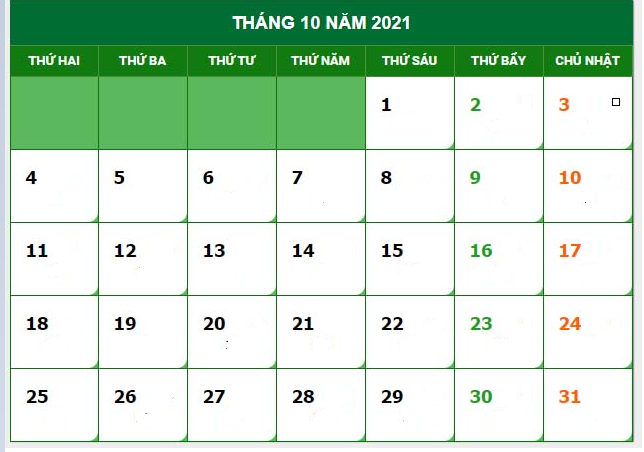 THÁNG 10 NĂM 2021
THỨ HAI THỨ BA THỨ TƯ THỨ NĂM THỨ SÁU THỨ BẨY CHỦ NHẬT
1 2 3
4 5 6 7 8 9 10
11 12 13 14 15 16 17
18 19 20 21 22 23 24
25 26 27 28 29 30 31